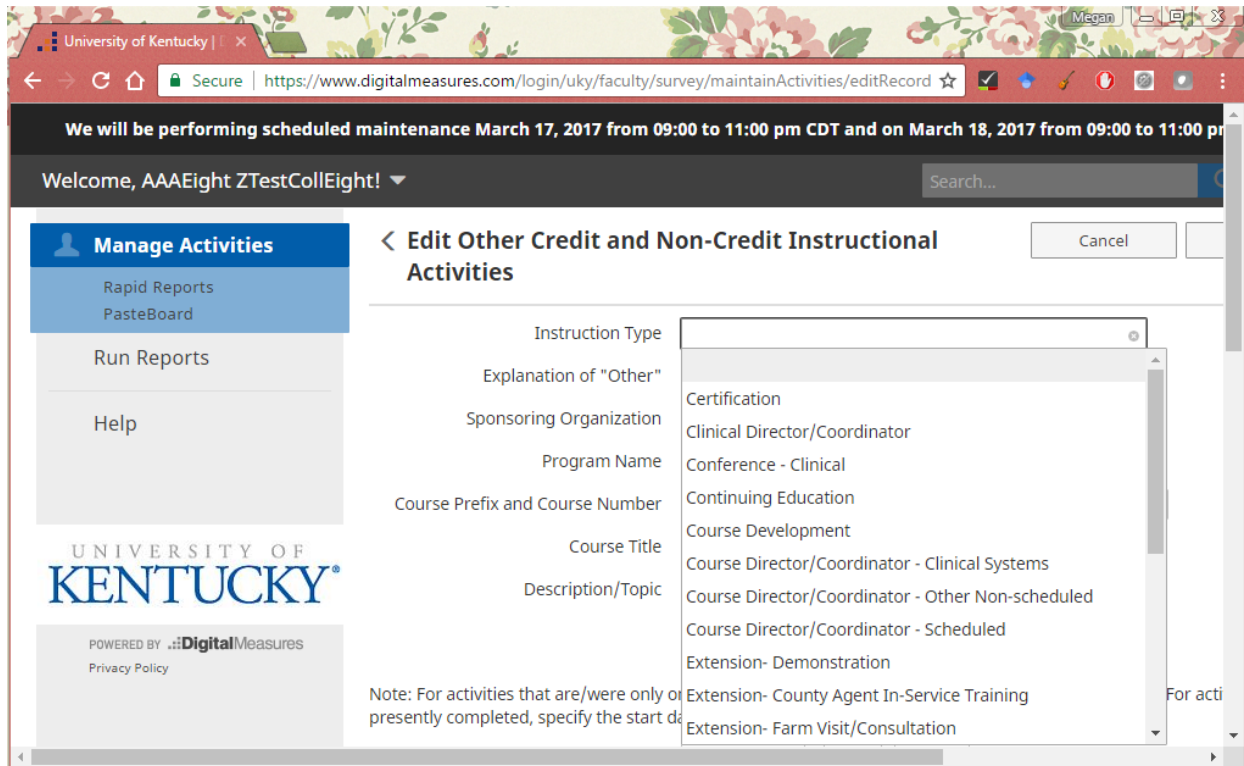 Megan
University of Kentucky | [
Secure | https://www.digitalmeasures.com/login/uky/faculty/survey/maintainActivities/editRecord
We will be performing scheduled maintenance March 17, 2017 from 09:00 to 11:00 pm CDT and on March 18, 2017 from 09:00 to 11:00 pr
Welcome, AAAEight ZTestCollEight!
Search...
Manage Activities
Rapid Reports
PasteBoard
Run Reports
Help
UNIVERSITY OF
KENTUCKY®
POWERED BY .::DigitalMeasures
Privacy Policy
< Edit Other Credit and Non-Credit Instructional
Activities
Cancel
Instruction Type
Explanation of "Other"
Sponsoring Organization
Program Name
Course Prefix and Course Number
Course Title
Description/Topic
Certification
Clinical Director/Coordinator
Conference - Clinical
Continuing Education
Course Development
Course Director/Coordinator - Clinical Systems
Course Director/Coordinator - Other Non-scheduled
Course Director/Coordinator - Scheduled
Extension- Demonstration
Extension- County Agent In-Service Training
Extension- Farm Visit/Consultation
Note: For activities that are/were only or For acti
presently completed, specify the start da